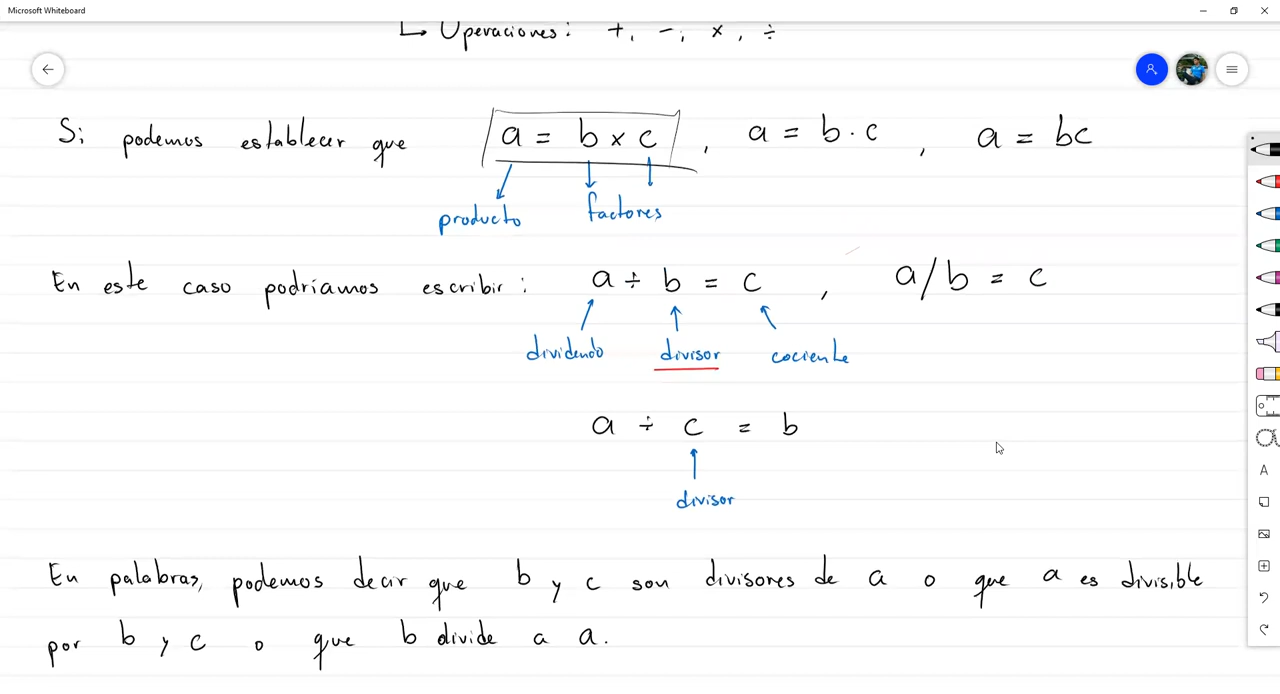 Microsoft Whiteboard
↳ Operaciones: +, -, ×, ÷
Si podemos establecer que a = b × c, a = b · c, a = bc
producto factores
En este caso podríamos escribir: a ÷ b = c, a/b = c
dividendo divisor cociente
a ÷ c = b
divisor
En palabras, podemos decir que b y c son divisores de a o que a es divisible
por b y c o que b divide a a.
A